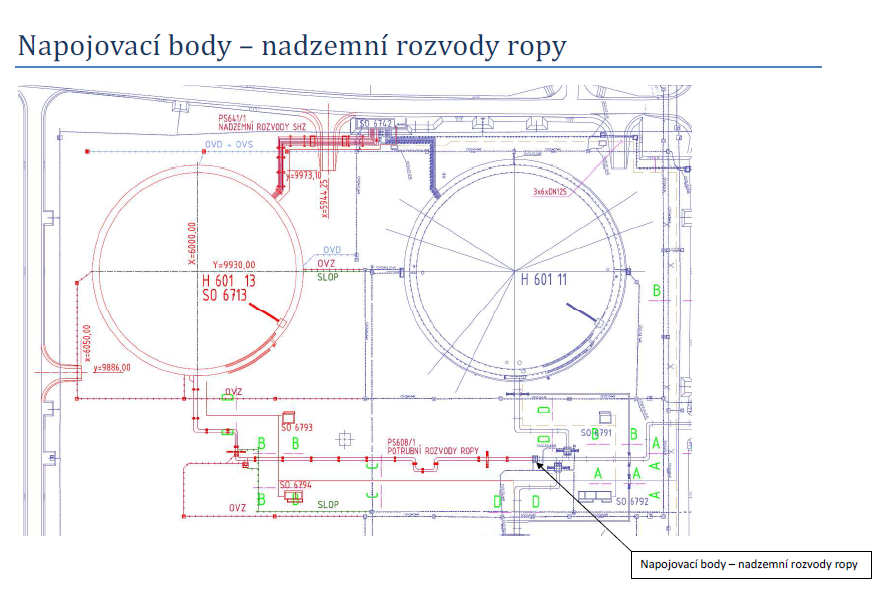 Napojovací body – nadzemní rozvody ropy
PS641/1
NADZEMNÍ ROZVODY SHZ
SO 6742
OVD + OVS
y=9973,10
x=5944,25
3x6xDN125
X=6000,00
OVD
Y=9930,00
OVZ
SLOP
H 601 13
SO 6713
H 601 11
B
x=6050,00
y=9886,00
OVZ
SO 6793
SO 6791
B
B
B
B
A
PS608/1
POTRUBNÍ ROZVODY ROPY
A
A
A
SO 6794
B
B
D
D
SO 6792
A
OVZ
SLOP
Napojovací body – nadzemní rozvody ropy